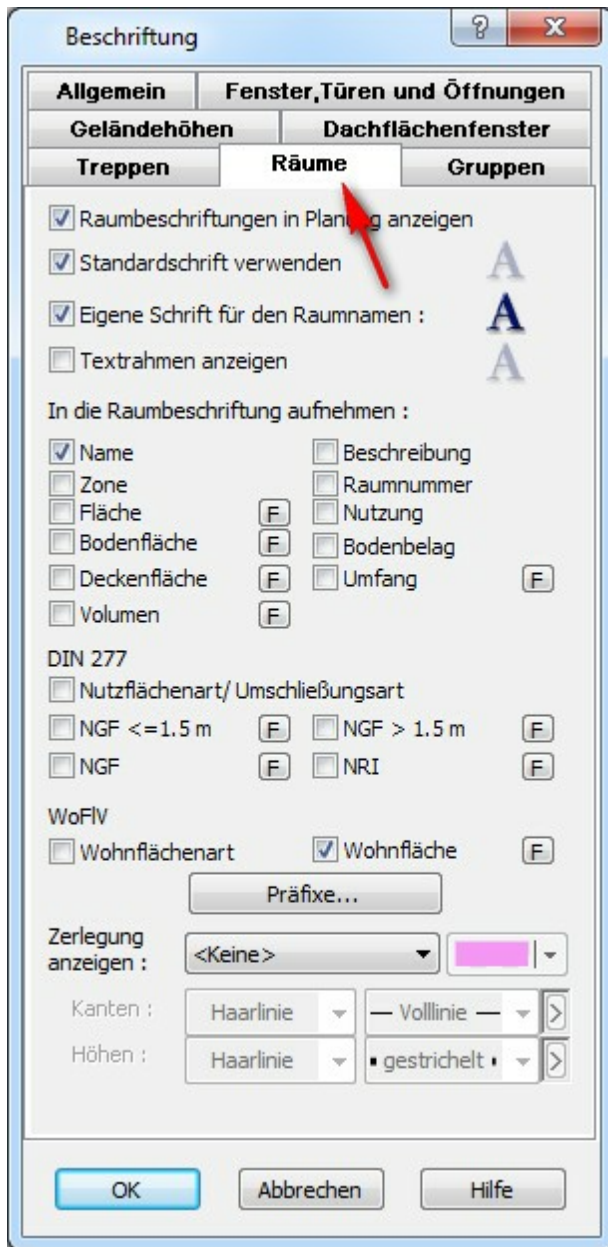 Beschriftung
Allgemein Fenster,Türen und Öffnungen
Geländehöhen Dachflächenfenster
Treppen Räume Gruppen
Raumbeschriftungen in Planung anzeigen
Standardschrift verwenden A
Eigene Schrift für den Raumnamen : A
Textrahmen anzeigen A
In die Raumbeschriftung aufnehmen :
Name Beschreibung
Zone Raumnummer
Fläche F Nutzung
Bodenfläche F Bodenbelag
Deckenfläche F Umfang F
Volumen F
DIN 277
Nutzflächenart/ Umschließungsart
NGF <=1.5 m F NGF > 1.5 m F
NGF F NRI F
WoFlV
Wohnflächenart Wohnfläche F
Präfixe...
Zerlegung
anzeigen : <Keine>
Kanten : Haarlinie Volllinie
Höhen : Haarlinie gestrichelt
OK Abbrechen Hilfe